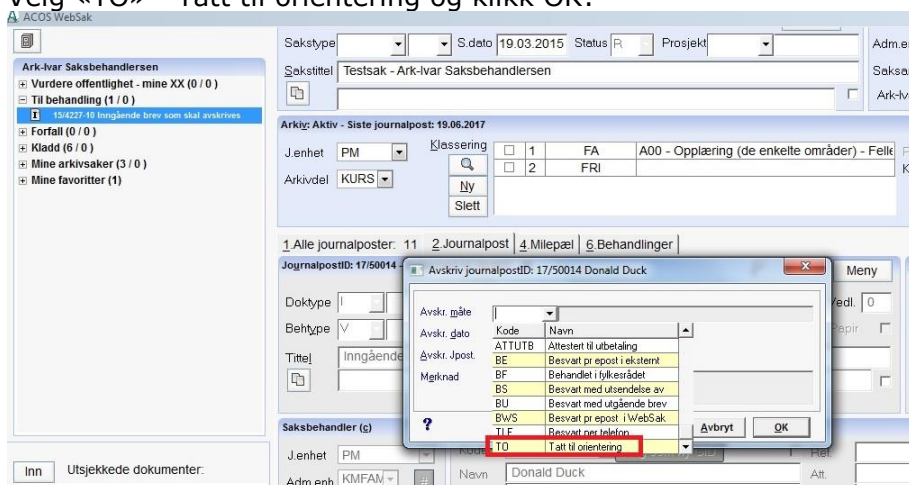 Velg «TO» - Tatt til orientering og klikk OK.
ACOS WebSak
Ark-Ivar Saksbehandlersen
Vurdere offentlighet - mine XX (0 / 0 )
Til behandling (1 / 0 )
15/4227-10 Inngående brev som skal avskrives
Forfall (0 / 0 )
Kladd (6 / 0 )
Mine arkivsaker (3 / 0 )
Mine favoritter (1)
Inn Utsjekkede dokumenter:
Sakstype S.dato 19.03.2015 Status R Prosjekt Adm.e
Sakstittel Testsak - Ark-Ivar Saksbehandlersen Saksa
Ark-Iv
Arkiv: Aktiv - Siste journalpost: 19.06.2017
J.enhet PM Klassering 1 FA A00 - Opplæring (de enkelte områder) - Felle
2 FRI
Arkivdel KURS Ny
Slett
1.Alle journalposter: 11 2.Journalpost 4.Milepæl 6.Behandlinger
JournalpostID: 17/50014 - Meny
Doktype I Vedl. 0
Behtype V Papir
Tittel Inngående
Avskriv journalpostID: 17/50014 Donald Duck
Avskr. måte
Avskr. dato
Avskr. Jpost.
Merknad
Kode Navn
ATTUTB Attestert til utbetaling
BE Besvart pr epost i eksternt
BF Behandlet i fylkesrådet
BS Besvart med utsendelse av
BU Besvart med utgående brev
BWS Besvart pr epost i WebSak
TLF Besvart per telefon
TO Tatt til orientering
? Avbryt OK
Saksbehandler (c)
J.enhet PM Kode Ref.
Adm.enh KMFAM # Navn Donald Duck Att.